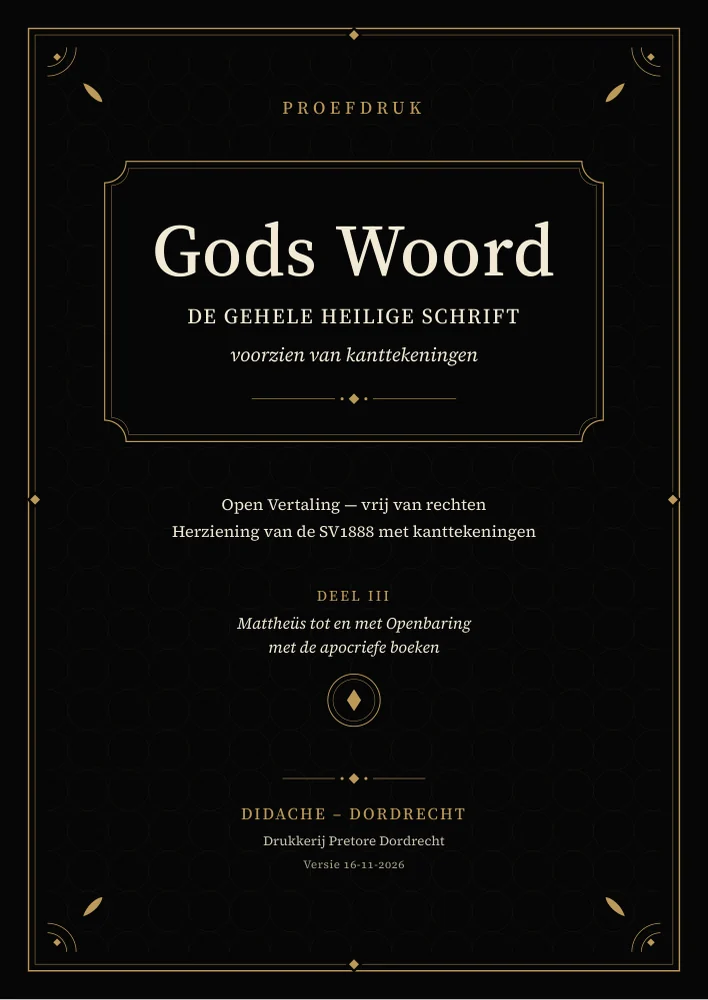 PROEFDRUK
Gods Woord
DE GEHELE HEILIGE SCHRIFT
voorzien van kanttekeningen
Open Vertaling — vrij van rechten
Herziening van de SV1888 met kanttekeningen
DEEL III
Mattheüs tot en met Openbaring
met de apocriefe boeken
DIDACHE – DORDRECHT
Drukkerij Pretore Dordrecht
Versie 16-11-2026